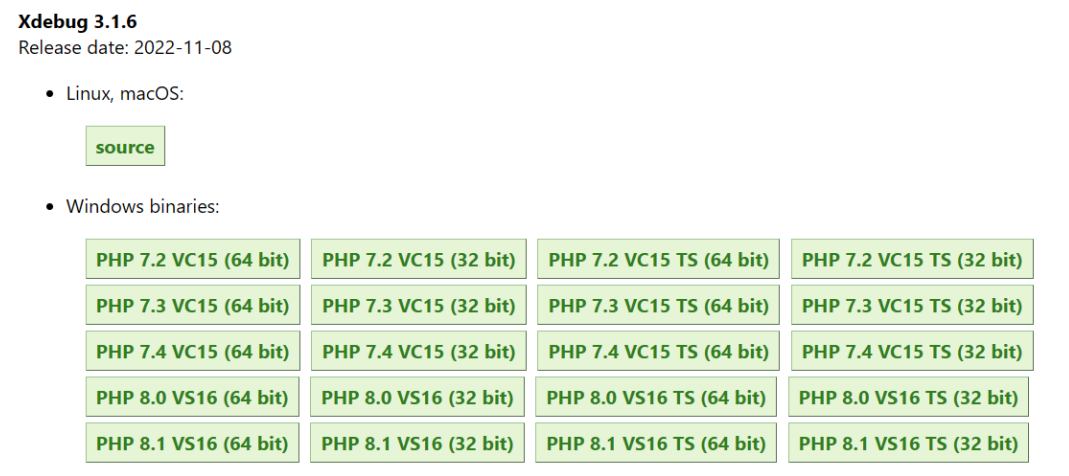 Xdebug 3.1.6
Release date: 2022-11-08
Linux, macOS:
source
Windows binaries:
PHP 7.2 VC15 (64 bit) PHP 7.2 VC15 (32 bit) PHP 7.2 VC15 TS (64 bit) PHP 7.2 VC15 TS (32 bit)
PHP 7.3 VC15 (64 bit) PHP 7.3 VC15 (32 bit) PHP 7.3 VC15 TS (64 bit) PHP 7.3 VC15 TS (32 bit)
PHP 7.4 VC15 (64 bit) PHP 7.4 VC15 (32 bit) PHP 7.4 VC15 TS (64 bit) PHP 7.4 VC15 TS (32 bit)
PHP 8.0 VS16 (64 bit) PHP 8.0 VS16 (32 bit) PHP 8.0 VS16 TS (64 bit) PHP 8.0 VS16 TS (32 bit)
PHP 8.1 VS16 (64 bit) PHP 8.1 VS16 (32 bit) PHP 8.1 VS16 TS (64 bit) PHP 8.1 VS16 TS (32 bit)